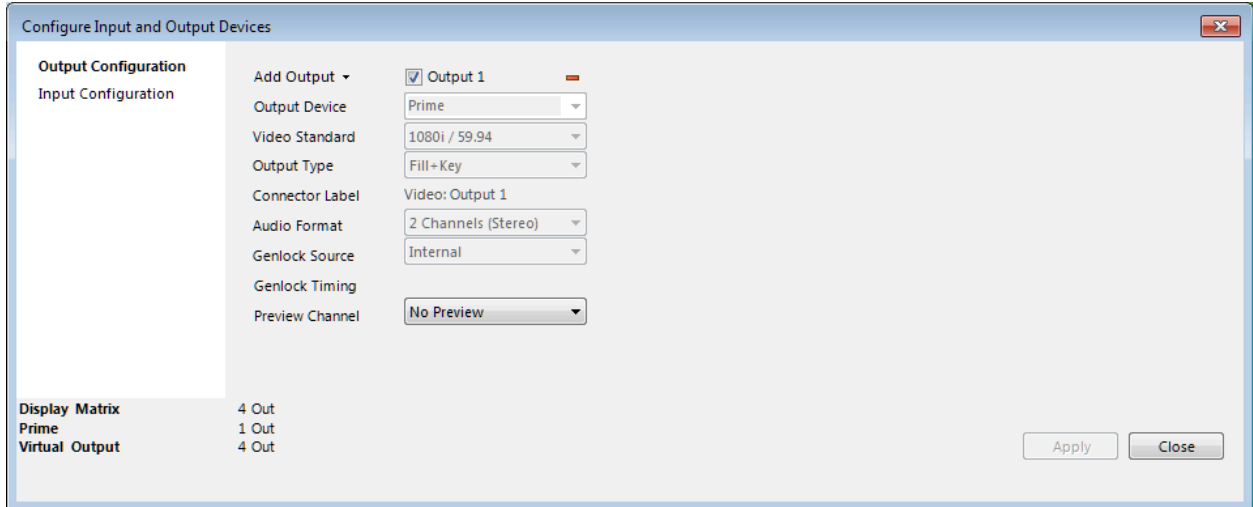 Configure Input and Output Devices
Output Configuration
Input Configuration
Add Output Output 1
Output Device Prime
Video Standard 1080i / 59.94
Output Type Fill+Key
Connector Label Video: Output 1
Audio Format 2 Channels (Stereo)
Genlock Source Internal
Genlock Timing
Preview Channel No Preview
Display Matrix 4 Out
Prime 1 Out
Virtual Output 4 Out
Apply Close